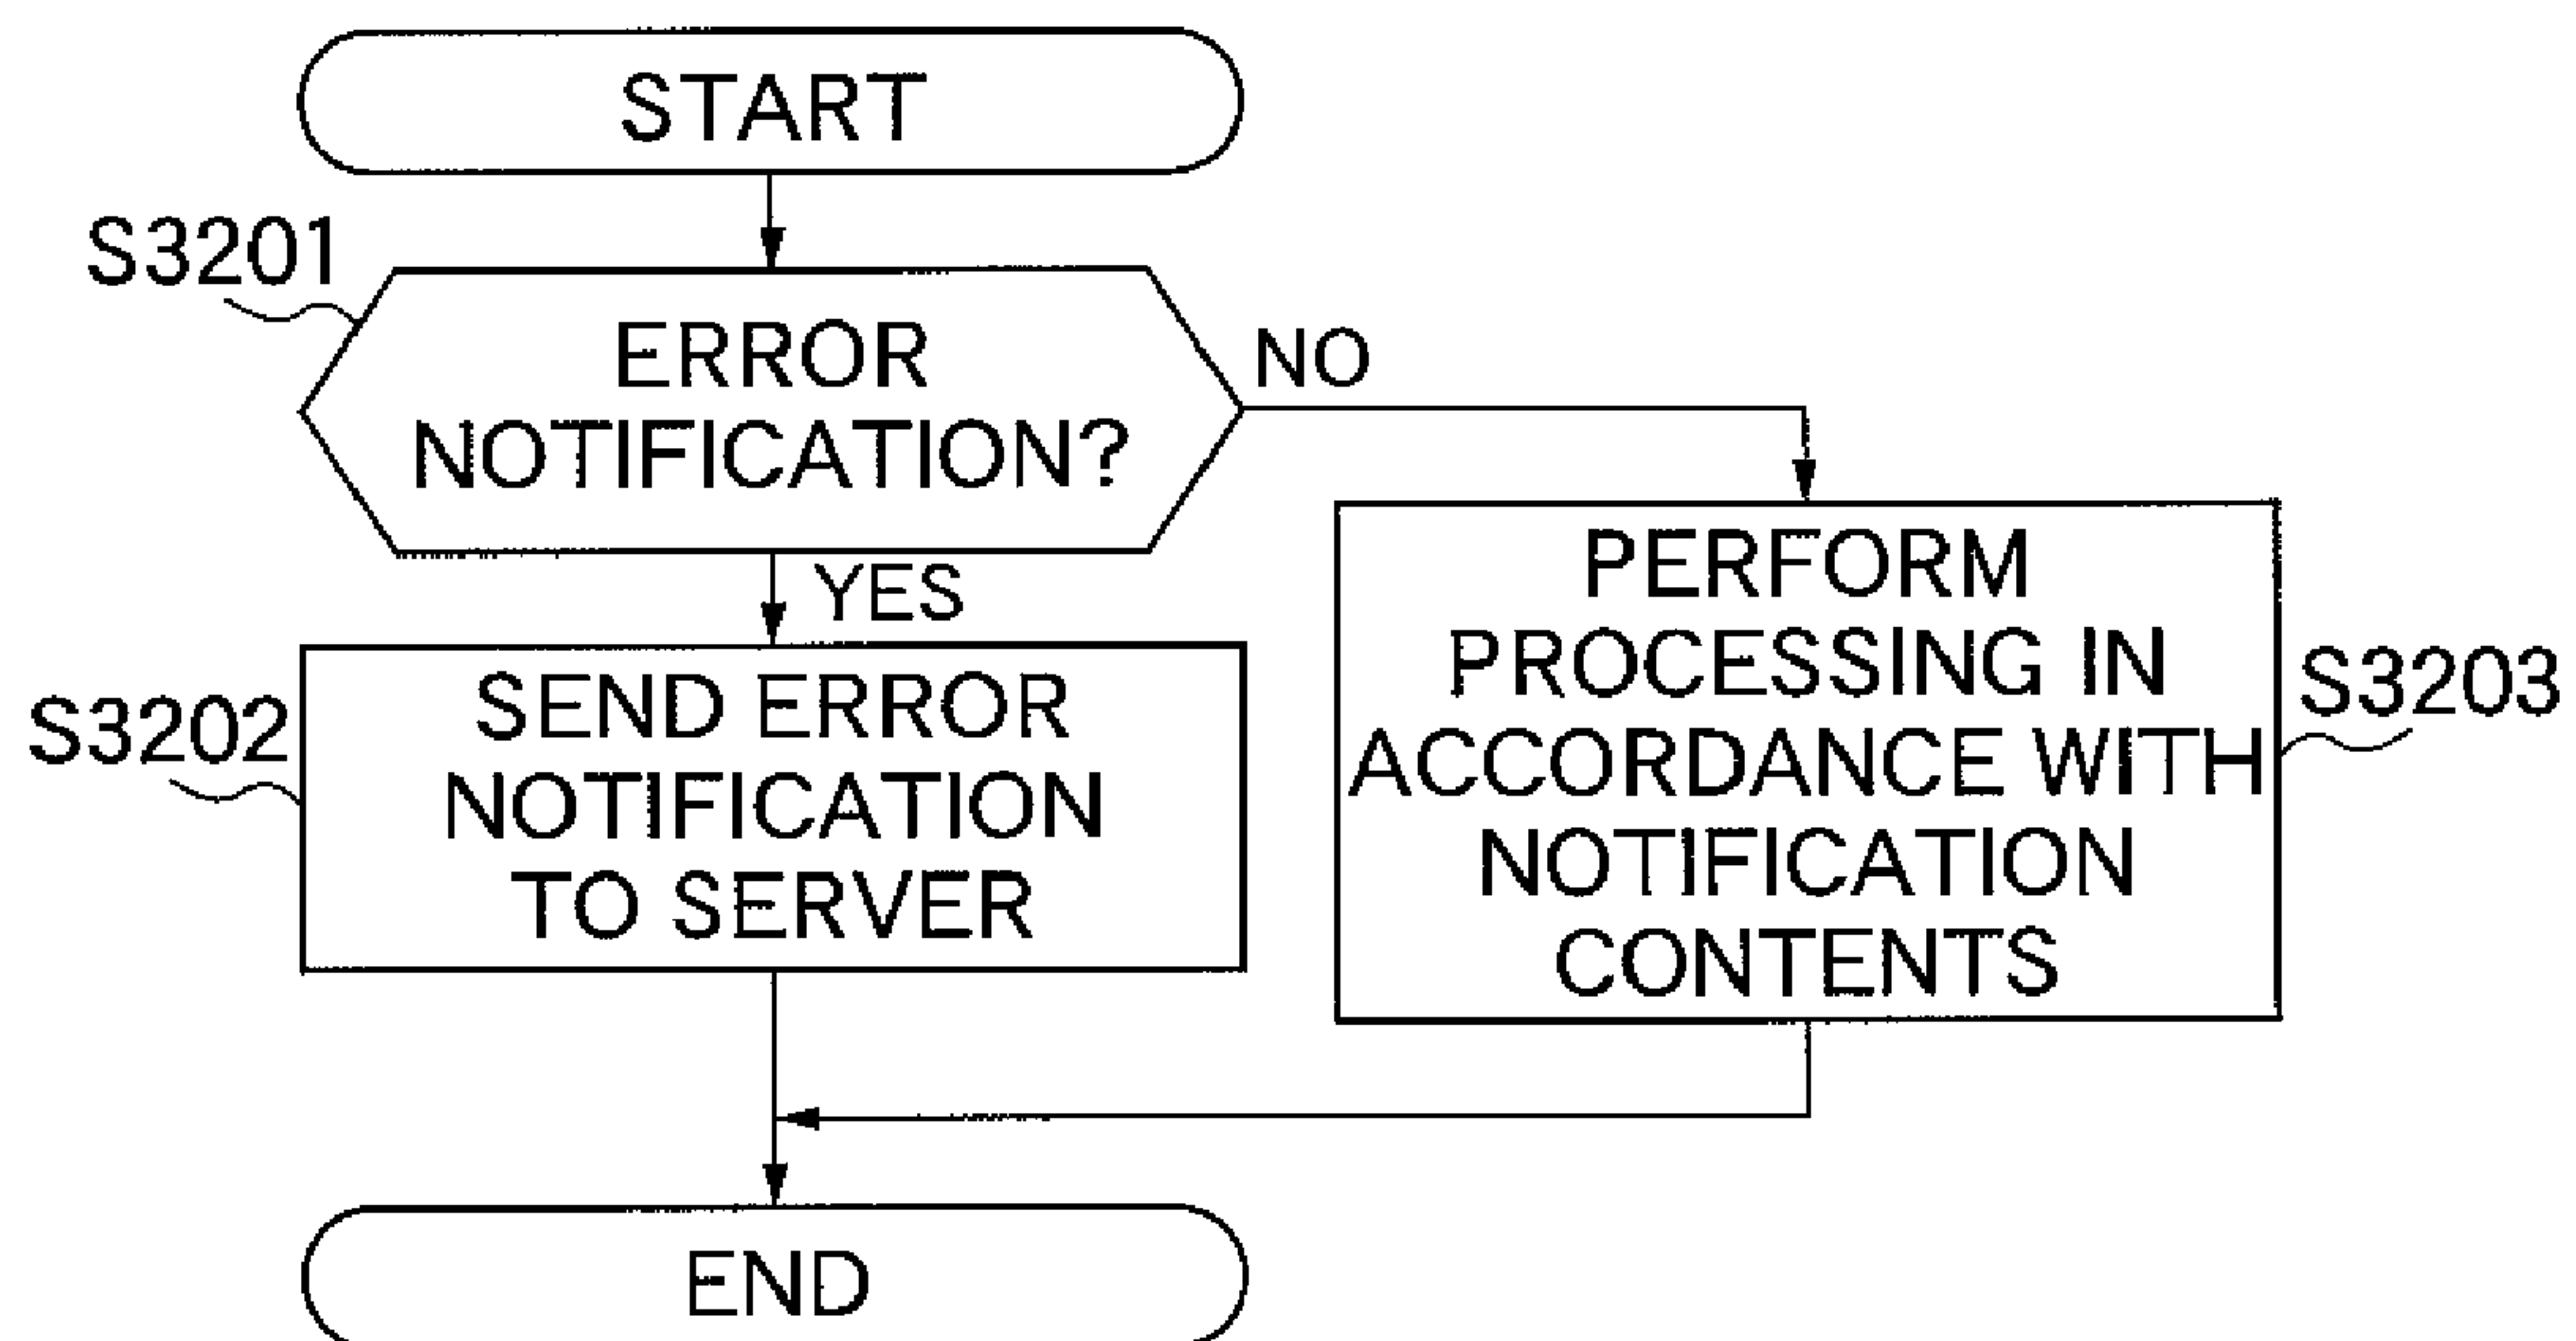 START
S3201
ERROR
NOTIFICATION?
NO
YES
S3202
SEND ERROR
NOTIFICATION
TO SERVER
PERFORM
PROCESSING IN
ACCORDANCE WITH
NOTIFICATION
CONTENTS
S3203
END